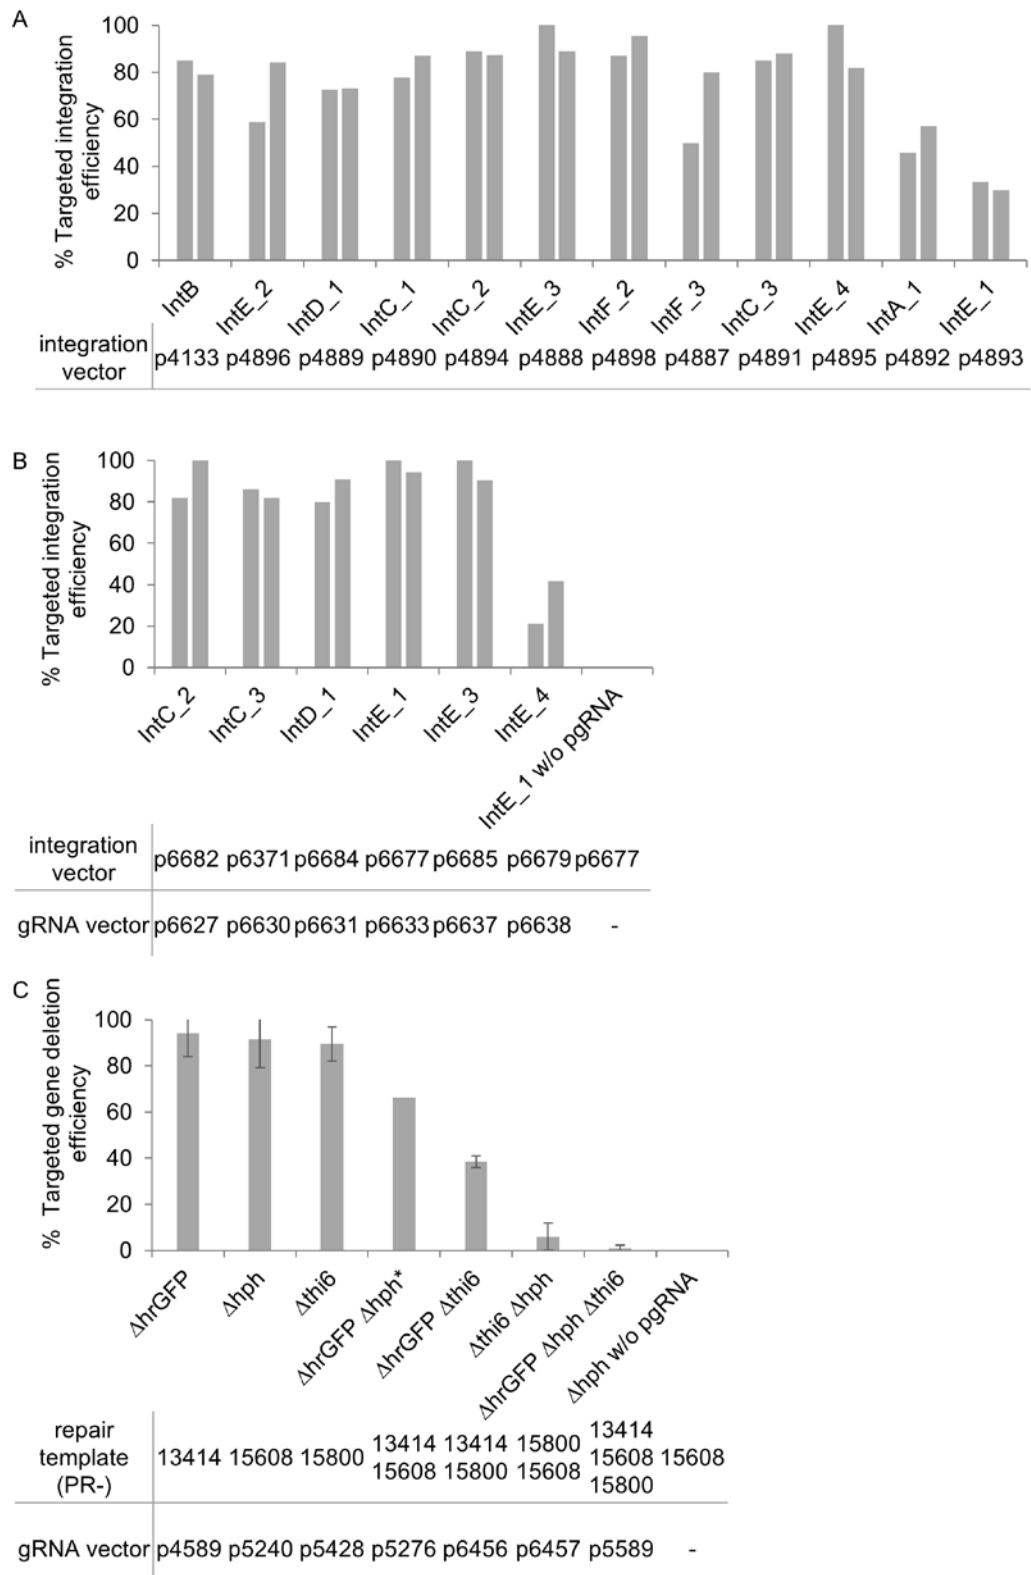 A
% Targeted integration
efficiency
100
80
60
40
20
0
IntB
IntE_2
IntD_1
IntC_1
IntC_2
IntE_3
IntF_2
IntF_3
IntC_3
IntE_4
IntA_1
IntE_1
integration
vector
p4133 p4896 p4889 p4890 p4894 p4888 p4898 p4887 p4891 p4895 p4892 p4893
B
% Targeted integration
efficiency
100
80
60
40
20
0
IntC_2
IntC_3
IntD_1
IntE_1
IntE_3
IntE_4
IntE_1 w/o pgRNA
integration
vector
p6682 p6371 p6684 p6677 p6685 p6679 p6677
gRNA vector p6627 p6630 p6631 p6633 p6637 p6638 -
C
% Targeted gene deletion
efficiency
100
80
60
40
20
0
ΔhrGFP
Δhph
Δthi6
ΔhrGFP Δhph*
ΔhrGFP Δthi6
Δthi6 Δhph
ΔhrGFP Δhph Δthi6
Δhph w/o pgRNA
repair
template
(PR-)
13414
15608
15800
13414
15608
13414
15800
15800
15608
13414
15608
15800
15608
gRNA vector p4589 p5240 p5428 p5276 p6456 p6457 p5589 -